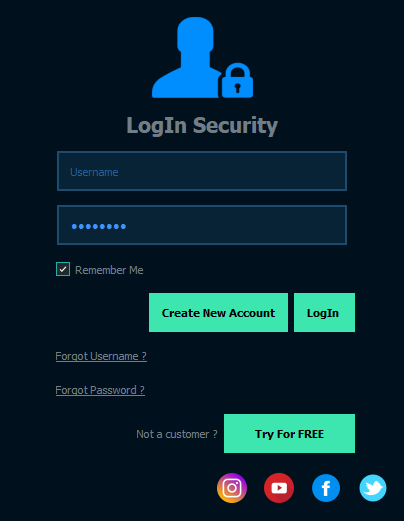 LogIn Security
Username
••••••••
Remember Me
Create New Account LogIn
Forgot Username ?
Forgot Password ?
Not a customer ? Try For FREE